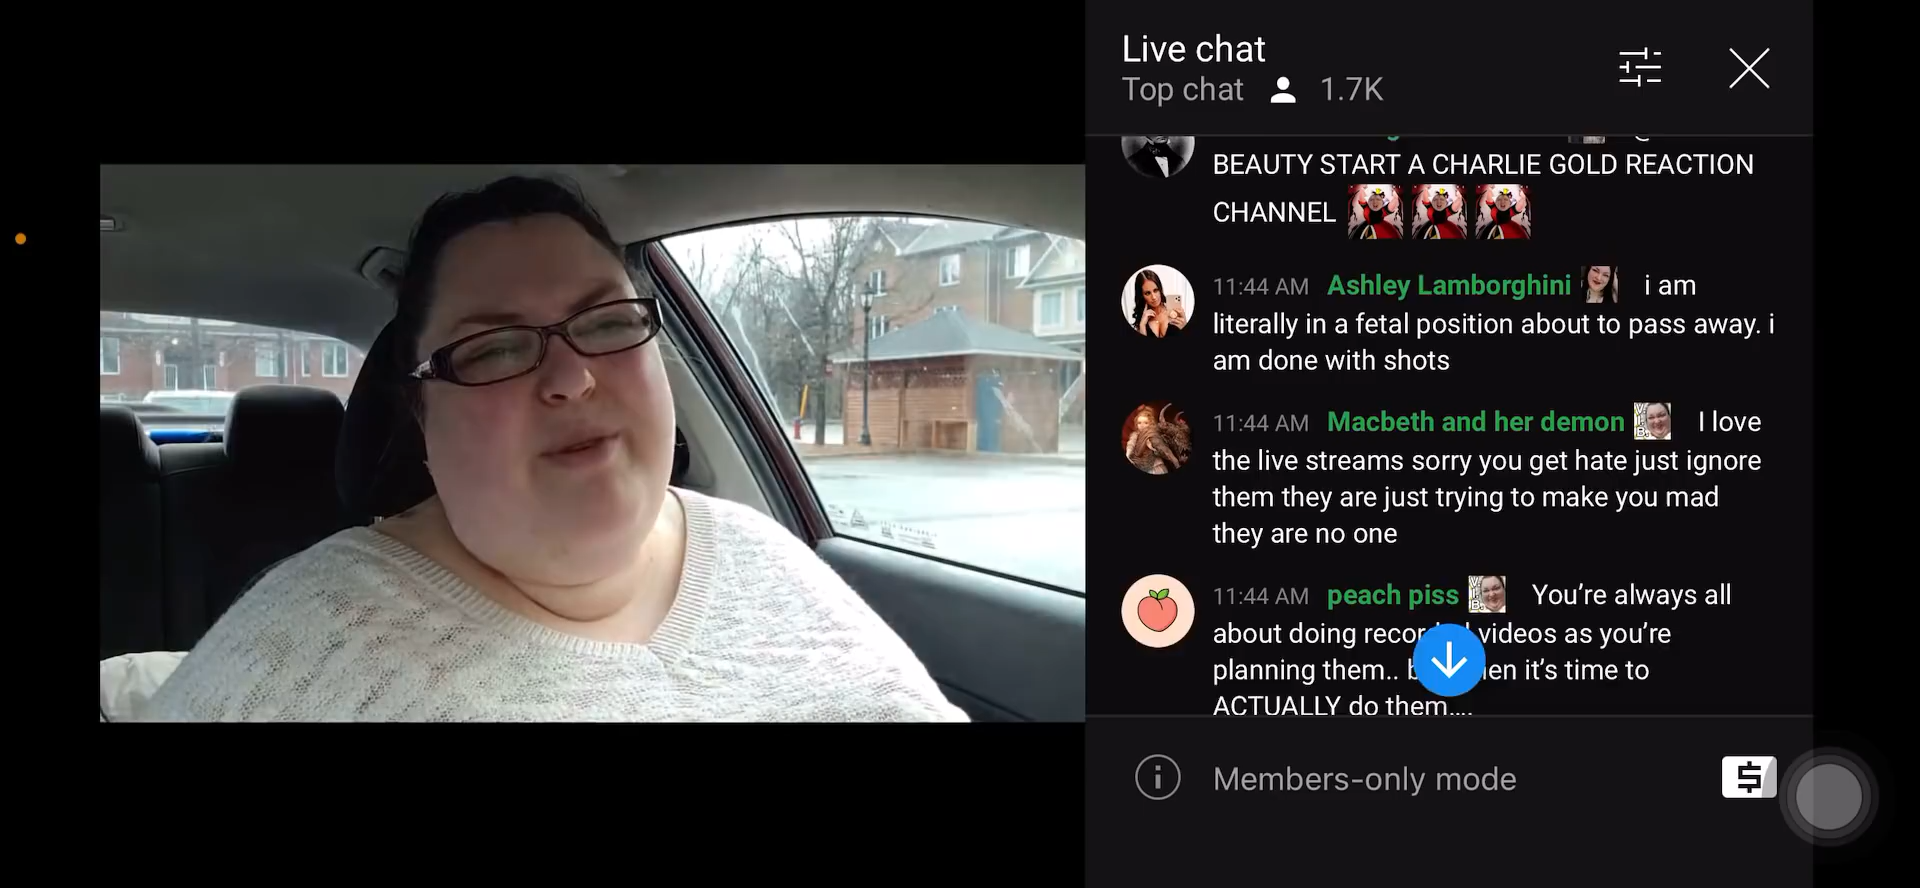 Live chat
Top chat 1.7K
BEAUTY START A CHARLIE GOLD REACTION
CHANNEL
11:44 AM Ashley Lamborghini i am
literally in a fetal position about to pass away. i
am done with shots
11:44 AM Macbeth and her demon I love
the live streams sorry you get hate just ignore
them they are just trying to make you mad
they are no one
11:44 AM peach piss You’re always all
about doing videos as you’re
planning them.. it’s time to
ACTUALLY do them....
Members-only mode